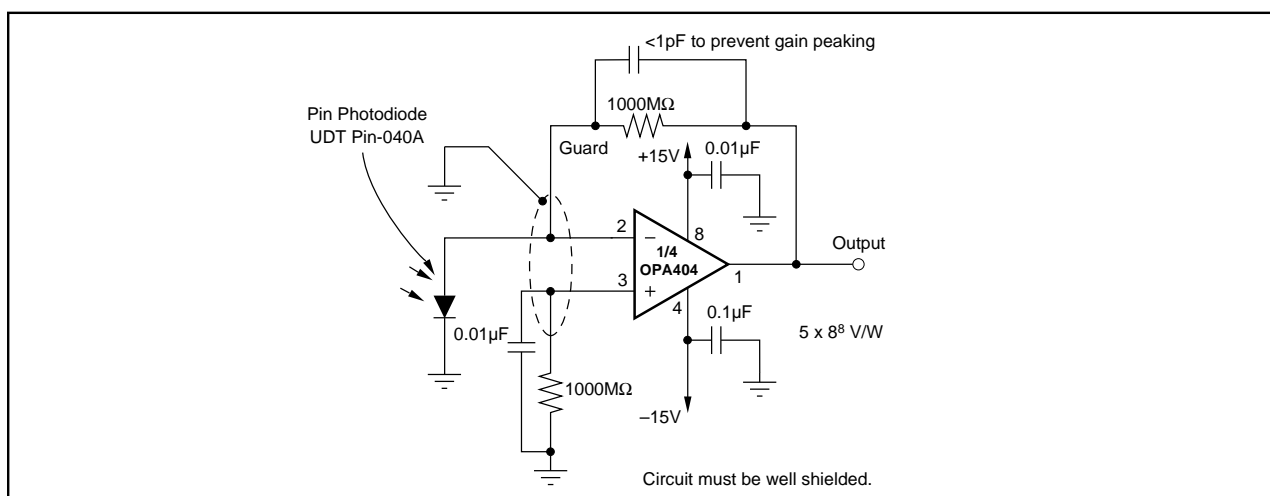 <1pF to prevent gain peaking
1000MΩ
Pin Photodiode
UDT Pin-040A
Guard
+15V
0.01µF
2
−
8
1/4
OPA404
Output
1
3
+
4
0.01µF
0.1µF
5 x 8⁸ V/W
1000MΩ
–15V
Circuit must be well shielded.